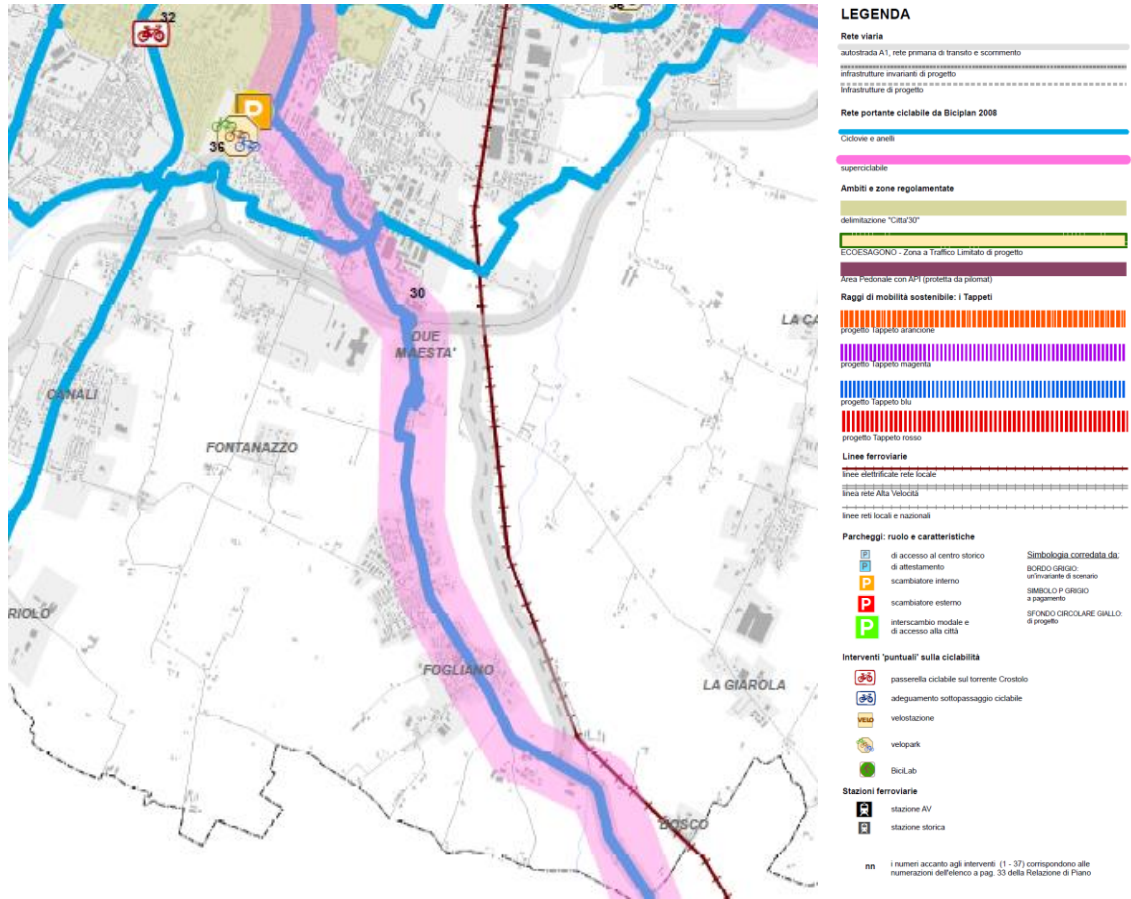 32
36
36
30
DUE
MAESTA'
LA CA
CANALI
FONTANAZZO
RIOLO
FOGLIANO
LA GIAROLA
BOSCO
P
LEGENDA
Rete viaria
autostrada A1, rete primaria di transito e scorrimento
infrastrutture invarianti di progetto
Infrastrutture di progetto
Rete portante ciclabile da Biciplan 2008
Ciclovie e anelli
superciclabile
Ambiti e zone regolamentate
delimitazione "Citta'30"
ECOESAGONO - Zona a Traffico Limitato di progetto
Area Pedonale con API (protetta da pilomat)
Raggi di mobilità sostenibile: i Tappeti
progetto Tappeto arancione
progetto Tappeto magenta
progetto Tappeto blu
progetto Tappeto rosso
Linee ferroviarie
linee elettrificate rete locale
linea rete Alta Velocità
linee reti locali e nazionali
Parcheggi: ruolo e caratteristiche
P di accesso al centro storico
P di attestamento
P scambiatore interno
P scambiatore esterno
P interscambio modale e
di accesso alla città
Simbologia corredata da:
BORDO GRIGIO:
un'invariante di scenario
SIMBOLO P GRIGIO
a pagamento
SFONDO CIRCOLARE GIALLO:
di progetto
Interventi 'puntuali' sulla ciclabilità
passerella ciclabile sul torrente Crostolo
adeguamento sottopassaggio ciclabile
VELO velostazione
velopark
BiciLab
Stazioni ferroviarie
stazione AV
stazione storica
nn i numeri accanto agli interventi (1 - 37) corrispondono alle
numerazioni dell'elenco a pag. 33 della Relazione di Piano